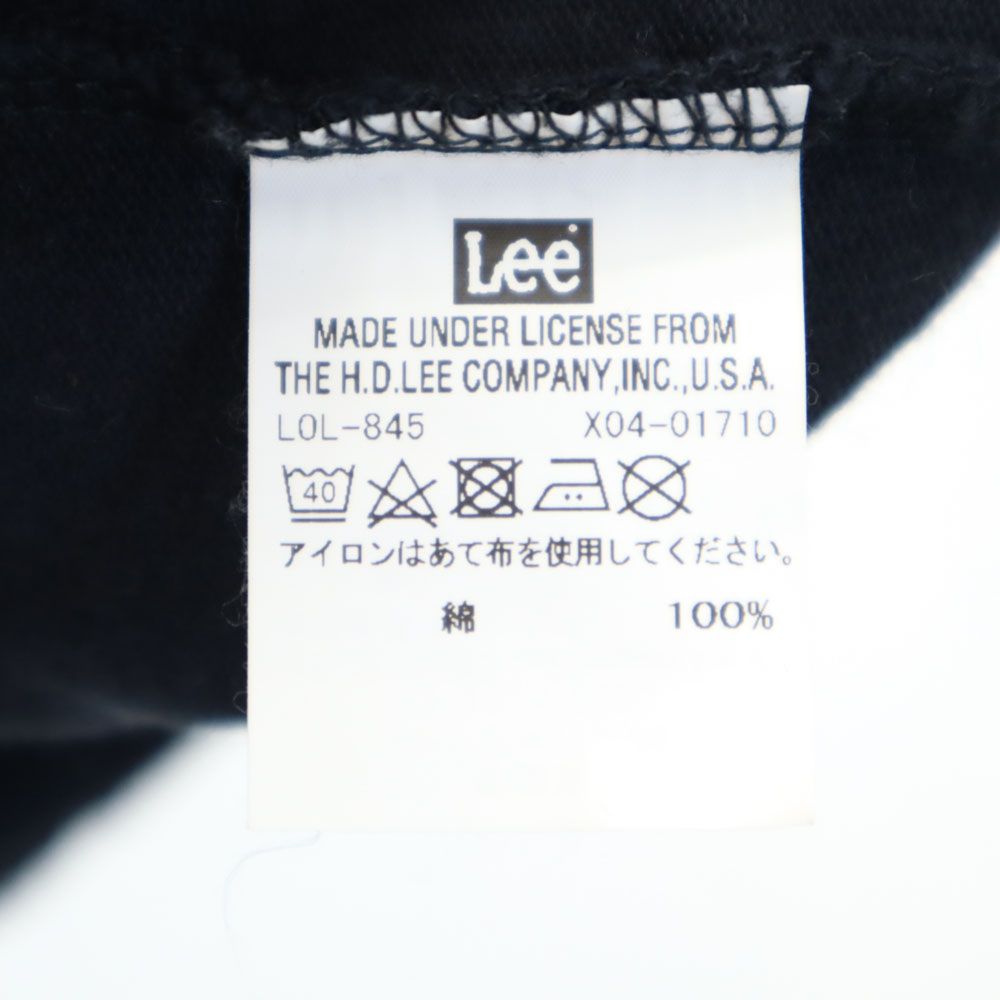 Lee
MADE UNDER LICENSE FROM
THE H.D.LEE COMPANY,INC.,U.S.A.
LOL-845 X04-01710
40
アイロンはあて布を使用してください。
綿 100%